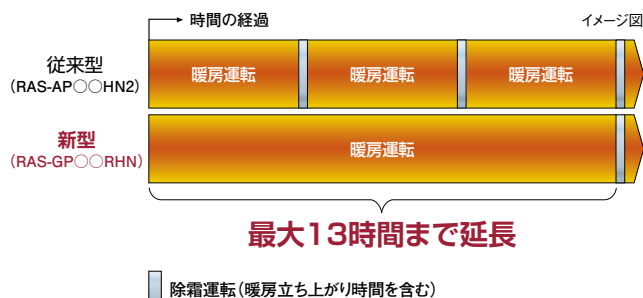 時間の経過
イメージ図
従来型
(RAS-AP○○HN2)
暖房運転
暖房運転
暖房運転
新型
(RAS-GP○○RHN)
暖房運転
最大13時間まで延長
除霜運転(暖房立ち上がり時間を含む)